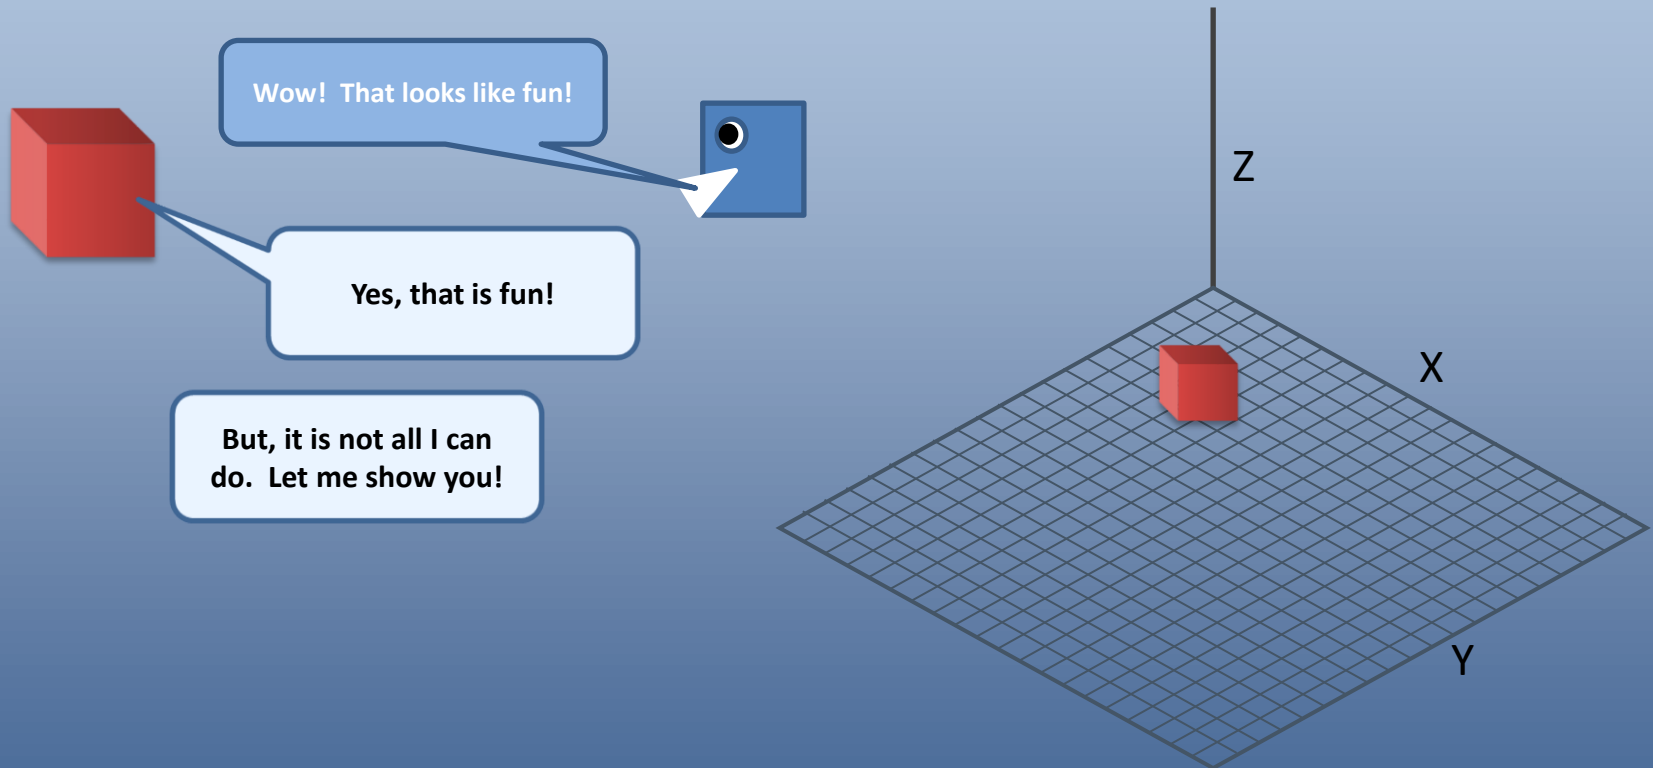 Wow!  That looks like fun!
Yes, that is fun!
But, it is not all I can
do.  Let me show you!
Z
X
Y